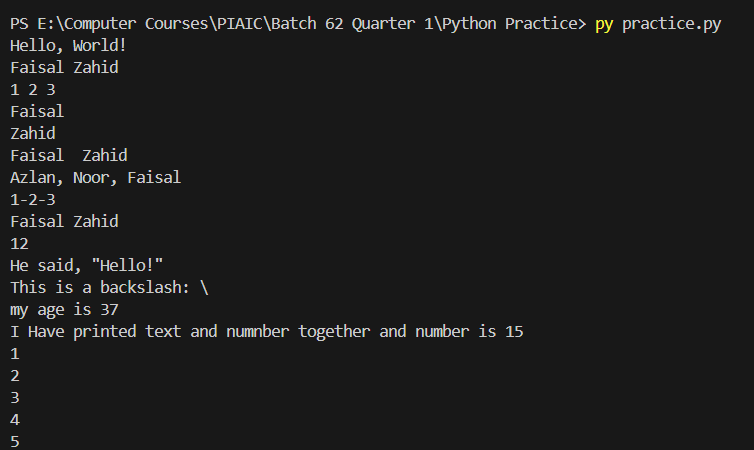 PS E:\Computer Courses\PIAIC\Batch 62 Quarter 1\Python Practice> py practice.py
Hello, World!
Faisal Zahid
1 2 3
Faisal
Zahid
Faisal  Zahid
Azlan, Noor, Faisal
1-2-3
Faisal Zahid
12
He said, "Hello!"
This is a backslash: \
my age is 37
I Have printed text and numnber together and number is 15
1
2
3
4
5